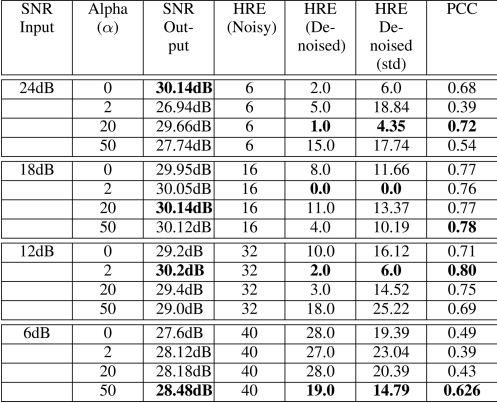 SNR Input | Alpha (α) | SNR Out-put | HRE (Noisy) | HRE (De-noised) | HRE De-noised (std) | PCC
24dB | 0 | 30.14dB | 6 | 2.0 | 6.0 | 0.68
2 | 26.94dB | 6 | 5.0 | 18.84 | 0.39
20 | 29.66dB | 6 | 1.0 | 4.35 | 0.72
50 | 27.74dB | 6 | 15.0 | 17.74 | 0.54
18dB | 0 | 29.95dB | 16 | 8.0 | 11.66 | 0.77
2 | 30.05dB | 16 | 0.0 | 0.0 | 0.76
20 | 30.14dB | 16 | 11.0 | 13.37 | 0.77
50 | 30.12dB | 16 | 4.0 | 10.19 | 0.78
12dB | 0 | 29.2dB | 32 | 10.0 | 16.12 | 0.71
2 | 30.2dB | 32 | 2.0 | 6.0 | 0.80
20 | 29.4dB | 32 | 3.0 | 14.52 | 0.75
50 | 29.0dB | 32 | 18.0 | 25.22 | 0.69
6dB | 0 | 27.6dB | 40 | 28.0 | 19.39 | 0.49
2 | 28.12dB | 40 | 27.0 | 23.04 | 0.39
20 | 28.18dB | 40 | 28.0 | 20.39 | 0.43
50 | 28.48dB | 40 | 19.0 | 14.79 | 0.626